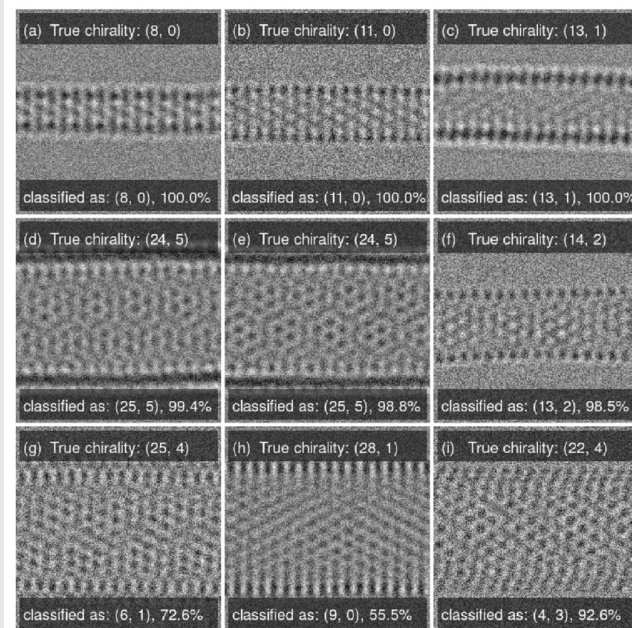 (a) True chirality: (8, 0)
classified as: (8, 0), 100.0%
(b) True chirality: (11, 0)
classified as: (11, 0), 100.0%
(c) True chirality: (13, 1)
classified as: (13, 1), 100.0%
(d) True chirality: (24, 5)
classified as: (25, 5), 99.4%
(e) True chirality: (24, 5)
classified as: (25, 5), 98.8%
(f) True chirality: (14, 2)
classified as: (13, 2), 98.5%
(g) True chirality: (25, 4)
classified as: (6, 1), 72.6%
(h) True chirality: (28, 1)
classified as: (9, 0), 55.5%
(i) True chirality: (22, 4)
classified as: (4, 3), 92.6%